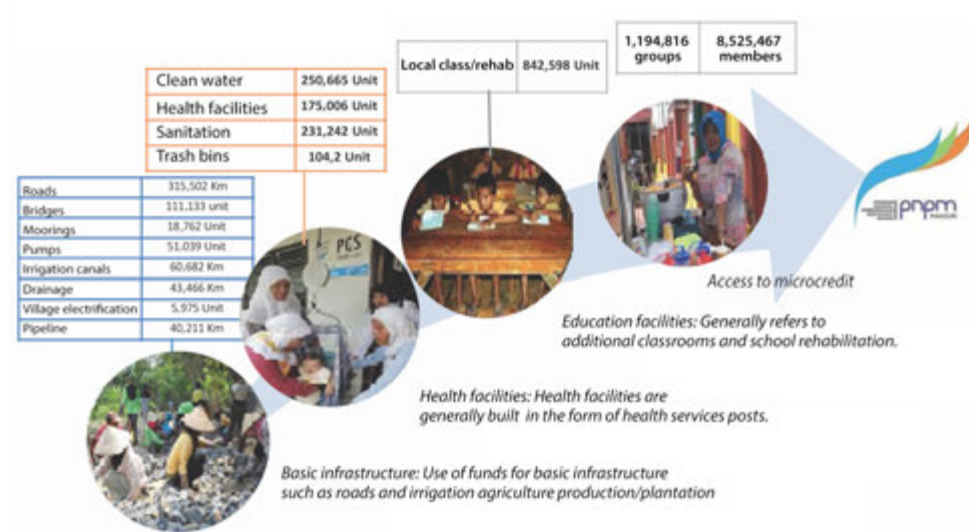 1,194,816 groups 8,525,467 members
Local class/rehab 842,598 Unit
Clean water 250,665 Unit
Health facilities 175,006 Unit
Sanitation 231,242 Unit
Trash bins 104,2 Unit
Roads 315,502 Km
Bridges 111,133 unit
Moorings 18,762 Unit
Pumps 51,039 Unit
Irrigation canals 60,682 Km
Drainage 43,466 Km
Village electrification 5,975 Unit
Pipeline 40,211 Km
PCS
pnpm
MANDIRI
Access to microcredit
Education facilities: Generally refers to
additional classrooms and school rehabilitation.
Health facilities: Health facilities are
generally built in the form of health services posts.
Basic infrastructure: Use of funds for basic infrastructure
such as roads and irrigation agriculture production/plantation